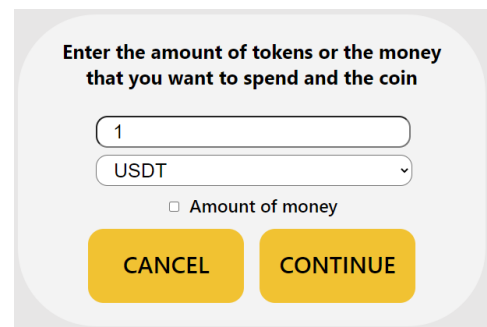 Enter the amount of tokens or the money
that you want to spend and the coin
1
USDT
Amount of money
CANCEL CONTINUE